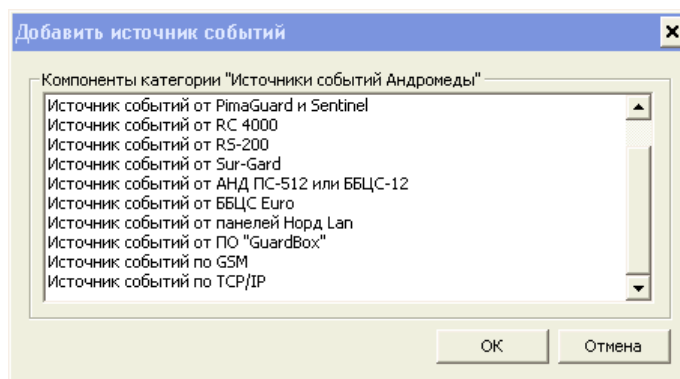 Добавить источник событий
Компоненты категории "Источники событий Андромеды"
Источник событий от PimaGuard и Sentinel
Источник событий от RC 4000
Источник событий от RS-200
Источник событий от Sur-Gard
Источник событий от АНД ПС-512 или ББЦС-12
Источник событий от ББЦС Euro
Источник событий от панелей Норд Lan
Источник событий от ПО "GuardBox"
Источник событий по GSM
Источник событий по TCP/IP
ОК Отмена